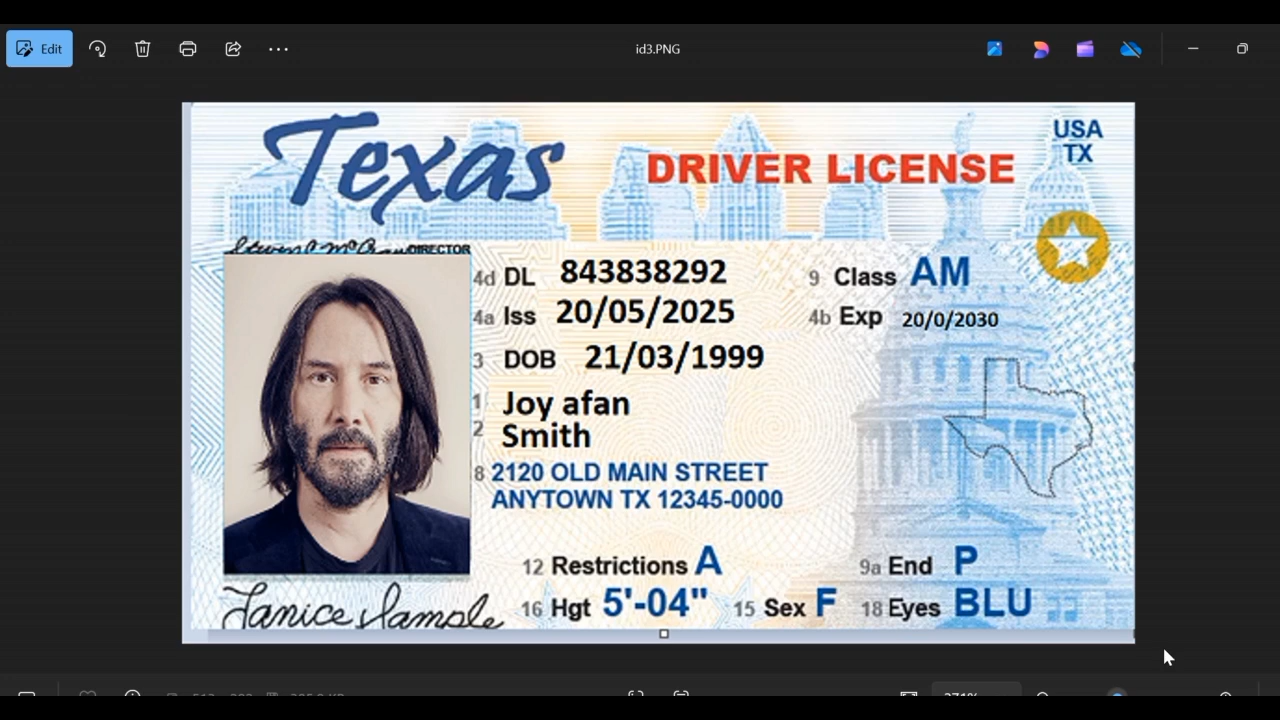 Edit
id3.PNG
Texas
DRIVER LICENSE
USA
TX
DIRECTOR
4d DL 843838292
9 Class AM
4a Iss 20/05/2025
4b Exp 20/0/2030
3 DOB 21/03/1999
1 Joy afan
2 Smith
8 2120 OLD MAIN STREET
ANYTOWN TX 12345-0000
12 Restrictions A
9a End P
16 Hgt 5'-04" 15 Sex F 18 Eyes BLU
Janice Sample